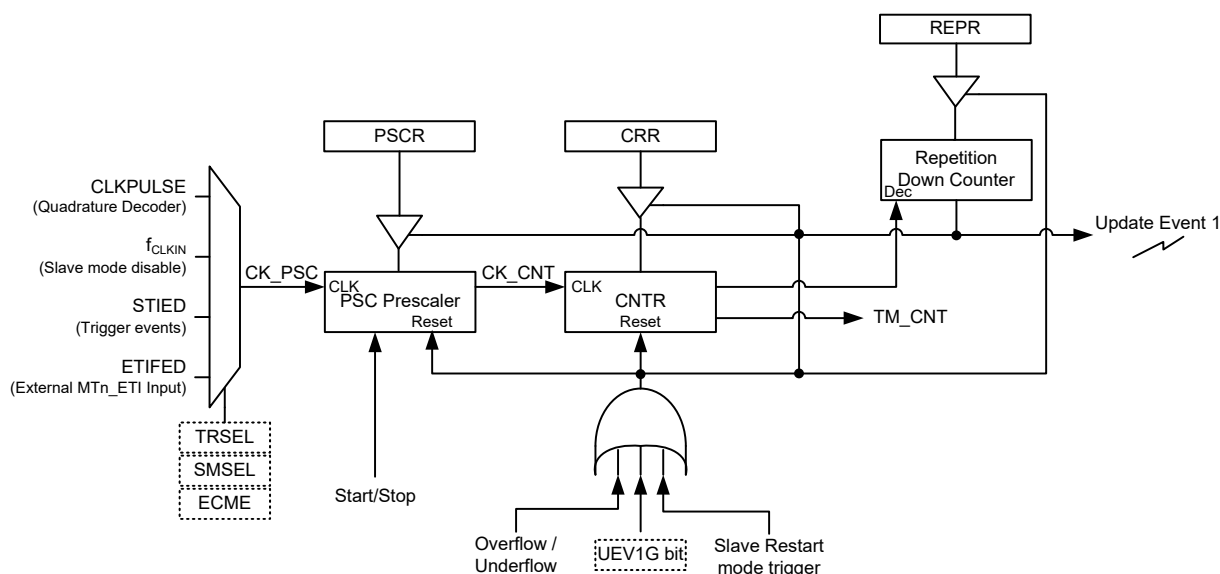 REPR
PSCR
CRR
Repetition
Down Counter
Dec
CLKPULSE
(Quadrature Decoder)
fCLKIN
(Slave mode disable)
STIED
(Trigger events)
ETIFED
(External MTn_ETI Input)
CK_PSC
CLK
PSC Prescaler
Reset
CK_CNT
CLK
CNTR
Reset
Update Event 1
TM_CNT
TRSEL
SMSEL
ECME
Start/Stop
Overflow /
Underflow
UEV1G bit
Slave Restart
mode trigger